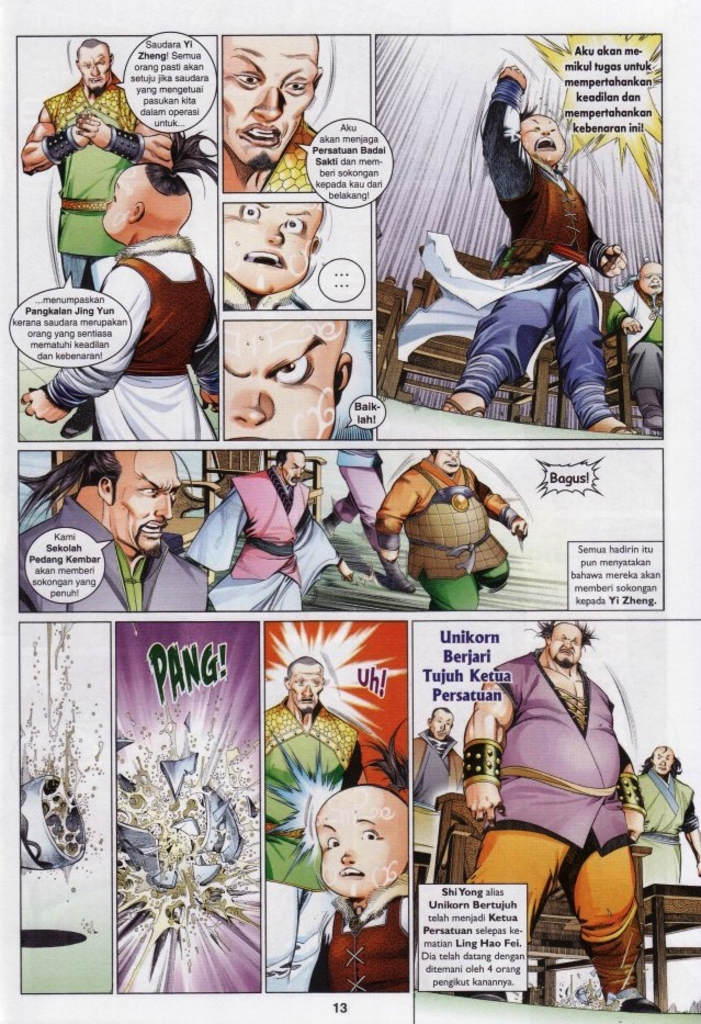 Saudara Yi
Zheng! Semua
orang pasti akan
setuju jika saudara
yang mengetuai
pasukan kita
dalam operasi
untuk...
...menumpaskan
Pangkalan Jing Yun
kerana saudara merupakan
orang yang sentiasa
mematuhi keadilan
dan kebenaran!
Aku
akan menjaga
Persatuan Badai
Sakti dan mem-
beri sokongan
kepada kau dari
belakang!
...
...
Baik-
lah!
Aku akan me-
mikul tugas untuk
mempertahankan
keadilan dan
mempertahankan
kebenaran ini!
Kami
Sekolah
Pedang Kembar
akan memberi
sokongan yang
penuh!
Bagus!
Semua hadirin itu
pun menyatakan
bahawa mereka akan
memberi sokongan
kepada Yi Zheng.
PANG!
Uh!
Unikorn
Berjari
Tujuh Ketua
Persatuan
Shi Yong alias
Unikorn Bertujuh
telah menjadi Ketua
Persatuan selepas ke-
matian Ling Hao Fei.
Dia telah datang dengan
ditemani oleh 4 orang
pengikut kanannya.
13